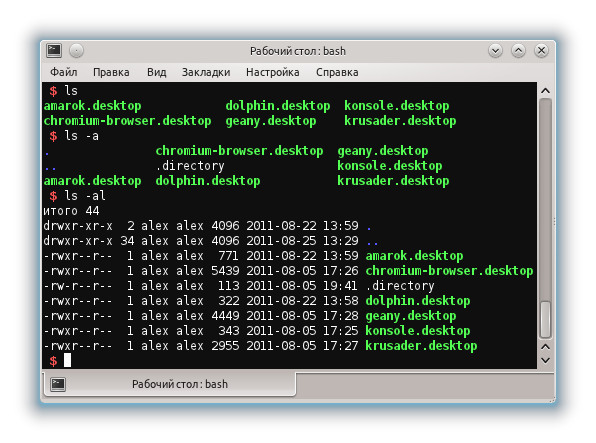 Рабочий стол : bash
Файл Правка Вид Закладки Настройка Справка
$ ls
amarok.desktop dolphin.desktop konsole.desktop
chromium-browser.desktop geany.desktop krusader.desktop
$ ls -a
. chromium-browser.desktop geany.desktop
.. .directory konsole.desktop
amarok.desktop dolphin.desktop krusader.desktop
$ ls -al
итого 44
drwxr-xr-x 2 alex alex 4096 2011-08-22 13:59 .
drwxr-xr-x 34 alex alex 4096 2011-08-25 13:29 ..
-rwxr--r-- 1 alex alex 771 2011-08-22 13:59 amarok.desktop
-rwxr--r-- 1 alex alex 5439 2011-08-05 17:26 chromium-browser.desktop
-rw-r--r-- 1 alex alex 113 2011-08-05 19:41 .directory
-rwxr--r-- 1 alex alex 322 2011-08-22 13:58 dolphin.desktop
-rwxr--r-- 1 alex alex 4449 2011-08-05 17:28 geany.desktop
-rwxr--r-- 1 alex alex 343 2011-08-05 17:25 konsole.desktop
-rwxr--r-- 1 alex alex 2955 2011-08-05 17:27 krusader.desktop
$
Рабочий стол : bash